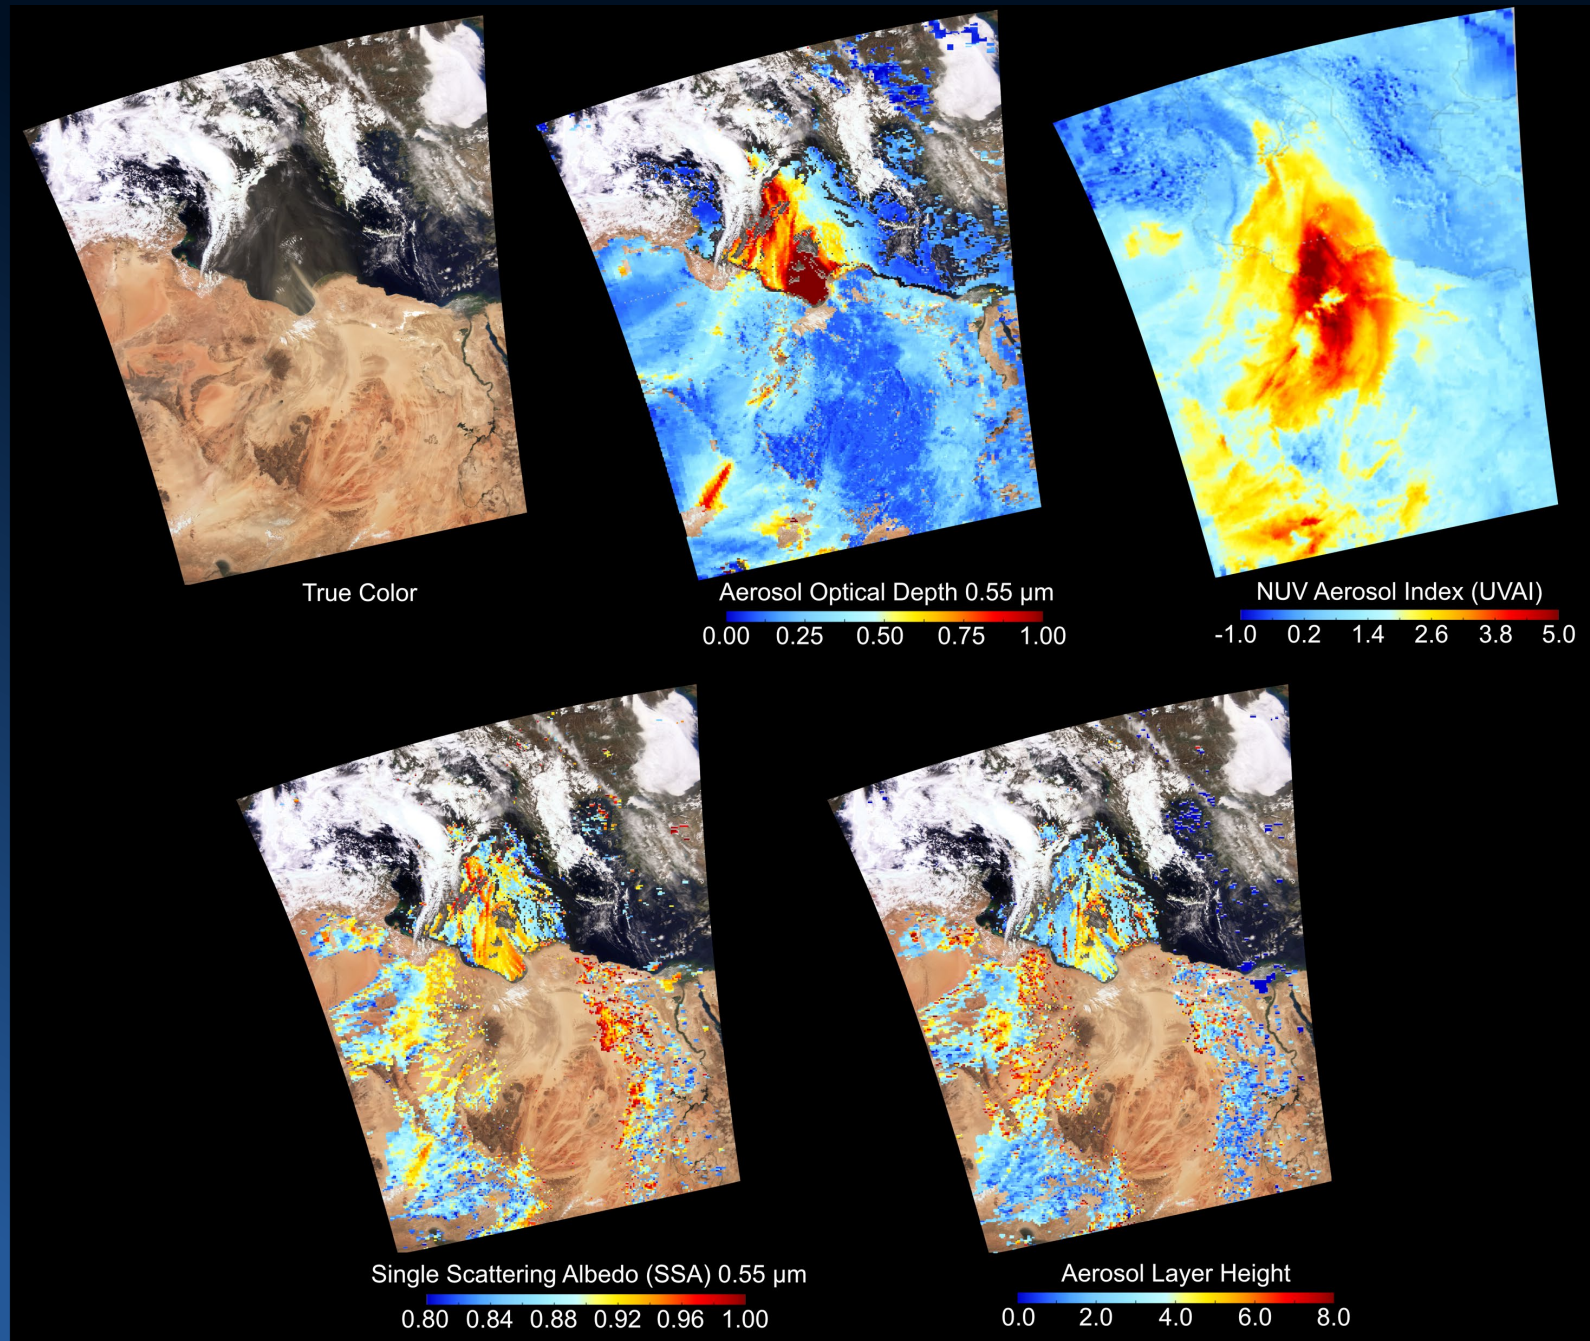 True Color
Aerosol Optical Depth 0.55 µm
0.00 0.25 0.50 0.75 1.00
NUV Aerosol Index (UVAI)
-1.0 0.2 1.4 2.6 3.8 5.0
Single Scattering Albedo (SSA) 0.55 µm
0.80 0.84 0.88 0.92 0.96 1.00
Aerosol Layer Height
0.0 2.0 4.0 6.0 8.0